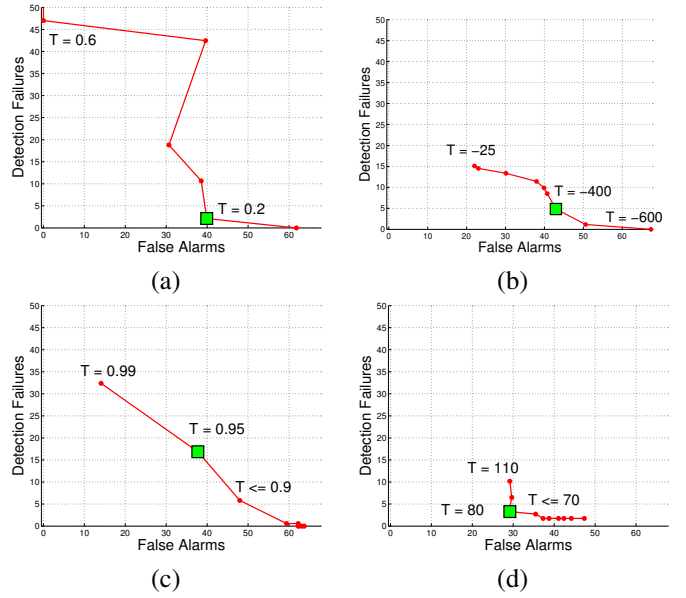 50
45
40
35
30
25
20
15
10
5
0
Detection Failures
T = 0.6
T = 0.2
0 10 20 30 40 50 60
False Alarms
(a)
50
45
40
35
30
25
20
15
10
5
0
Detection Failures
T = −25
T = −400
T = −600
0 10 20 30 40 50 60
False Alarms
(b)
50
45
40
35
30
25
20
15
10
5
0
Detection Failures
T = 0.99
T = 0.95
T <= 0.9
0 10 20 30 40 50 60
False Alarms
(c)
50
45
40
35
30
25
20
15
10
5
0
Detection Failures
T = 110
T <= 70
T = 80
0 10 20 30 40 50 60
False Alarms
(d)